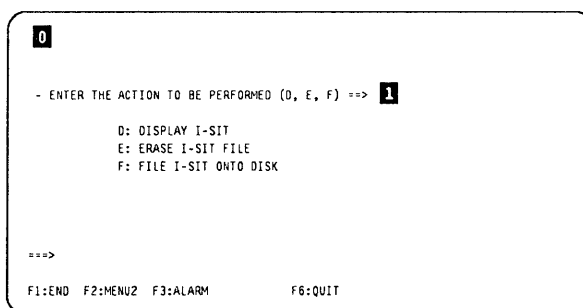 0
- ENTER THE ACTION TO BE PERFORMED (D, E, F) ==> 1
D: DISPLAY I-SIT
E: ERASE I-SIT FILE
F: FILE I-SIT ONTO DISK
===>
F1:END F2:MENU2 F3:ALARM F6:QUIT